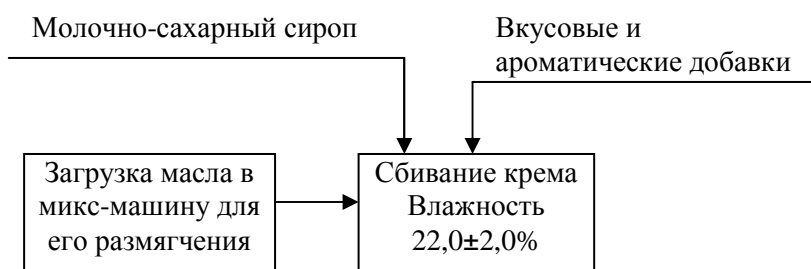 Молочно-сахарный сироп
Вкусовые и
ароматические добавки
Загрузка масла в
микс-машину для
его размягчения
Сбивание крема
Влажность
22,0±2,0%